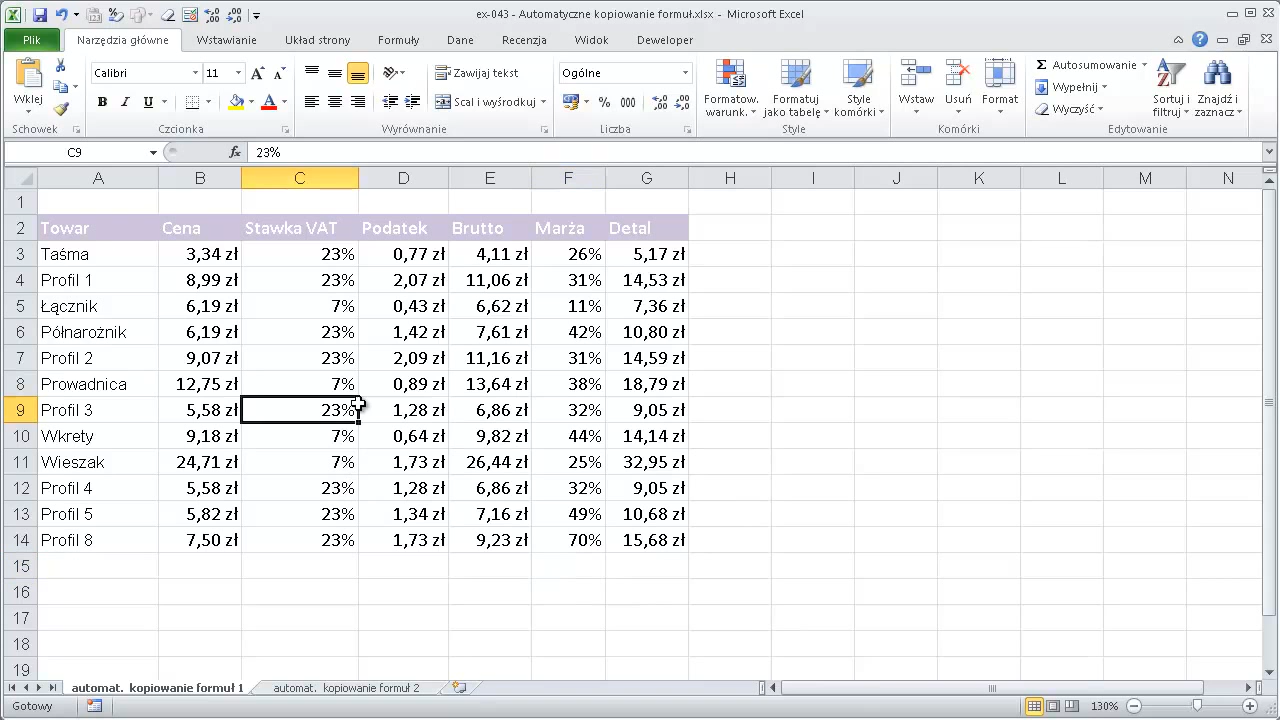 ex-043 - Automatyczne kopiowanie formuł.xlsx - Microsoft Excel
Plik Narzędzia główne Wstawianie Układ strony Formuły Dane Recenzja Widok Deweloper
Wklej
Calibri 11
B I U
Zawijaj tekst
Scal i wyśrodkuj
Ogólne
% 000
Formatow. warunk.
Formatuj jako tabelę
Style komórki
Wstaw Usuń Format
Σ Autosumowanie
Wypełnij
Wyczyść
Sortuj i filtruj
Znajdź i zaznacz
Schowek Czcionka Wyrównanie Liczba Style Komórki Edytowanie
C9 fx 23%
A B C D E F G H I J K L M N
1
2 Towar Cena Stawka VAT Podatek Brutto Marża Detal
3 Taśma 3,34 zł 23% 0,77 zł 4,11 zł 26% 5,17 zł
4 Profil 1 8,99 zł 23% 2,07 zł 11,06 zł 31% 14,53 zł
5 Łącznik 6,19 zł 7% 0,43 zł 6,62 zł 11% 7,36 zł
6 Półnarożnik 6,19 zł 23% 1,42 zł 7,61 zł 42% 10,80 zł
7 Profil 2 9,07 zł 23% 2,09 zł 11,16 zł 31% 14,59 zł
8 Prowadnica 12,75 zł 7% 0,89 zł 13,64 zł 38% 18,79 zł
9 Profil 3 5,58 zł 23% 1,28 zł 6,86 zł 32% 9,05 zł
10 Wkręty 9,18 zł 7% 0,64 zł 9,82 zł 44% 14,14 zł
11 Wieszak 24,71 zł 7% 1,73 zł 26,44 zł 25% 32,95 zł
12 Profil 4 5,58 zł 23% 1,28 zł 6,86 zł 32% 9,05 zł
13 Profil 5 5,82 zł 23% 1,34 zł 7,16 zł 49% 10,68 zł
14 Profil 8 7,50 zł 23% 1,73 zł 9,23 zł 70% 15,68 zł
15
16
17
18
19
automat. kopiowanie formuł 1 automat. kopiowanie formuł 2
Gotowy 130%